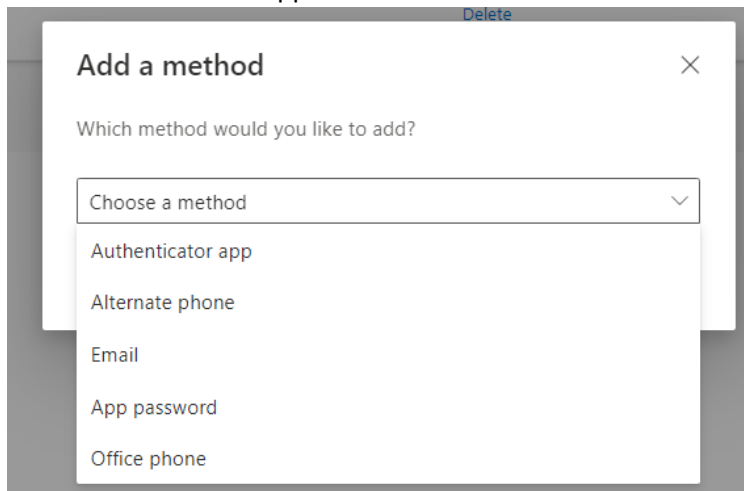 Delete
Add a method
Which method would you like to add?
Choose a method
Authenticator app
Alternate phone
Email
App password
Office phone